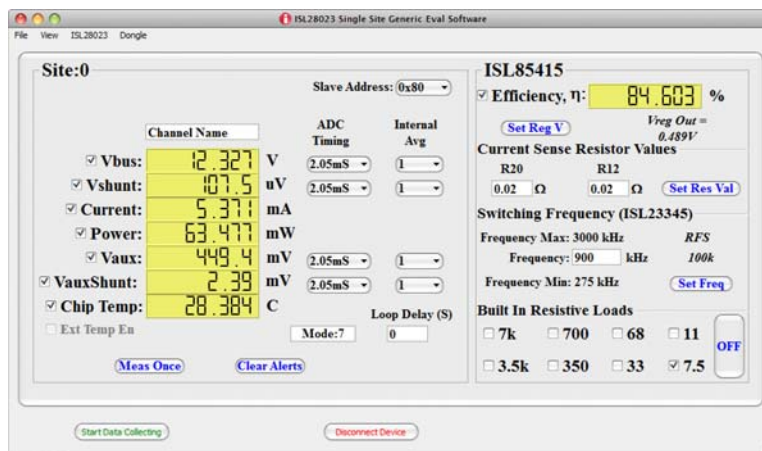 ISL28023 Single Site Generic Eval Software
File View ISL28023 Dongle
Site:0
Slave Address: 0x80
Channel Name
ADC Timing
Internal Avg
Vbus: 12.327 V 2.05mS 1
Vshunt: 107.5 uV 2.05mS 1
Current: 5.371 mA
Power: 63.477 mW
Vaux: 449.4 mV 2.05mS 1
VauxShunt: 2.39 mV 2.05mS 1
Chip Temp: 28.384 C
Ext Temp En
Loop Delay (S)
Mode:7 0
Meas Once Clear Alerts
ISL85415
Efficiency, η: 84.603 %
Set Reg V
Vreg Out =
0.489V
Current Sense Resistor Values
R20 R12
0.02 Ω 0.02 Ω Set Res Val
Switching Frequency (ISL23345)
Frequency Max: 3000 kHz RFS
Frequency: 900 kHz 100k
Frequency Min: 275 kHz Set Freq
Built In Resistive Loads
7k 700 68 11
OFF
3.5k 350 33 7.5
Start Data Collecting Disconnect Device